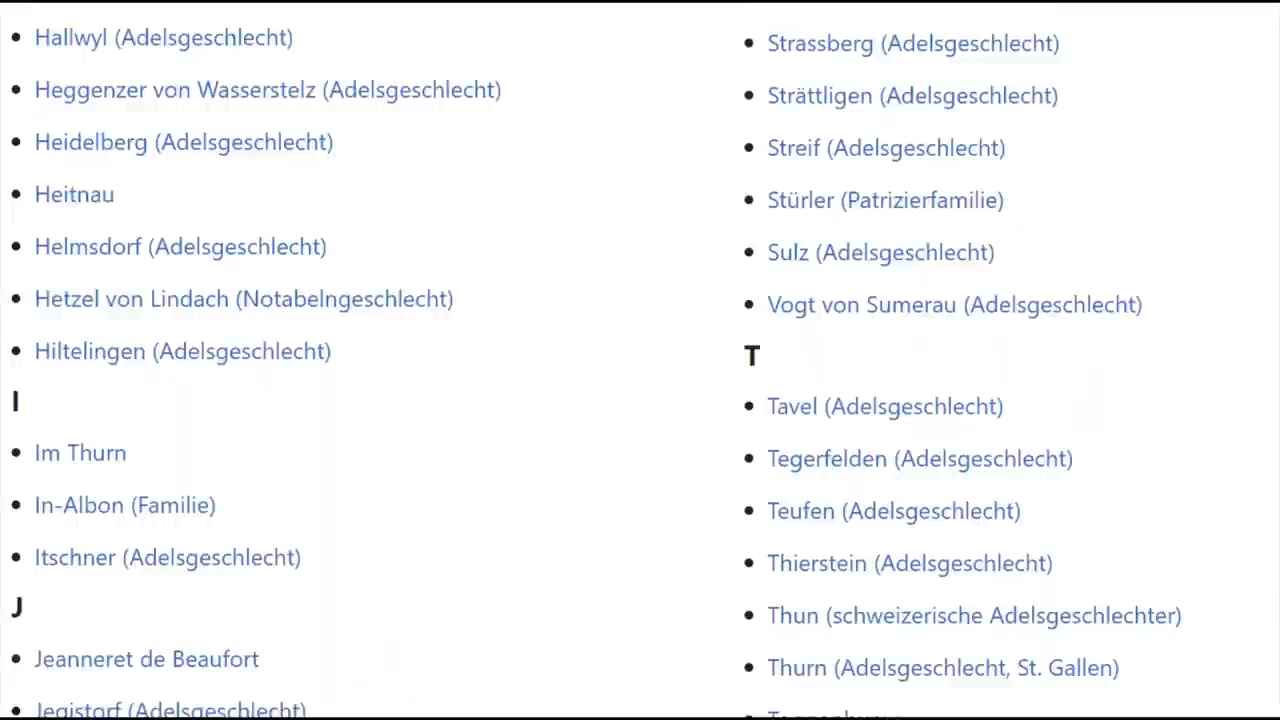 Hallwyl (Adelsgeschlecht)
Heggenzer von Wasserstelz (Adelsgeschlecht)
Heidelberg (Adelsgeschlecht)
Heitnau
Helmsdorf (Adelsgeschlecht)
Hetzel von Lindach (Notabelngeschlecht)
Hiltelingen (Adelsgeschlecht)
I
Im Thurn
In-Albon (Familie)
Itschner (Adelsgeschlecht)
J
Jeanneret de Beaufort
Jegistorf (Adelsgeschlecht)
Strassberg (Adelsgeschlecht)
Strättligen (Adelsgeschlecht)
Streif (Adelsgeschlecht)
Stürler (Patrizierfamilie)
Sulz (Adelsgeschlecht)
Vogt von Sumerau (Adelsgeschlecht)
T
Tavel (Adelsgeschlecht)
Tegerfelden (Adelsgeschlecht)
Teufen (Adelsgeschlecht)
Thierstein (Adelsgeschlecht)
Thun (schweizerische Adelsgeschlechter)
Thurn (Adelsgeschlecht, St. Gallen)